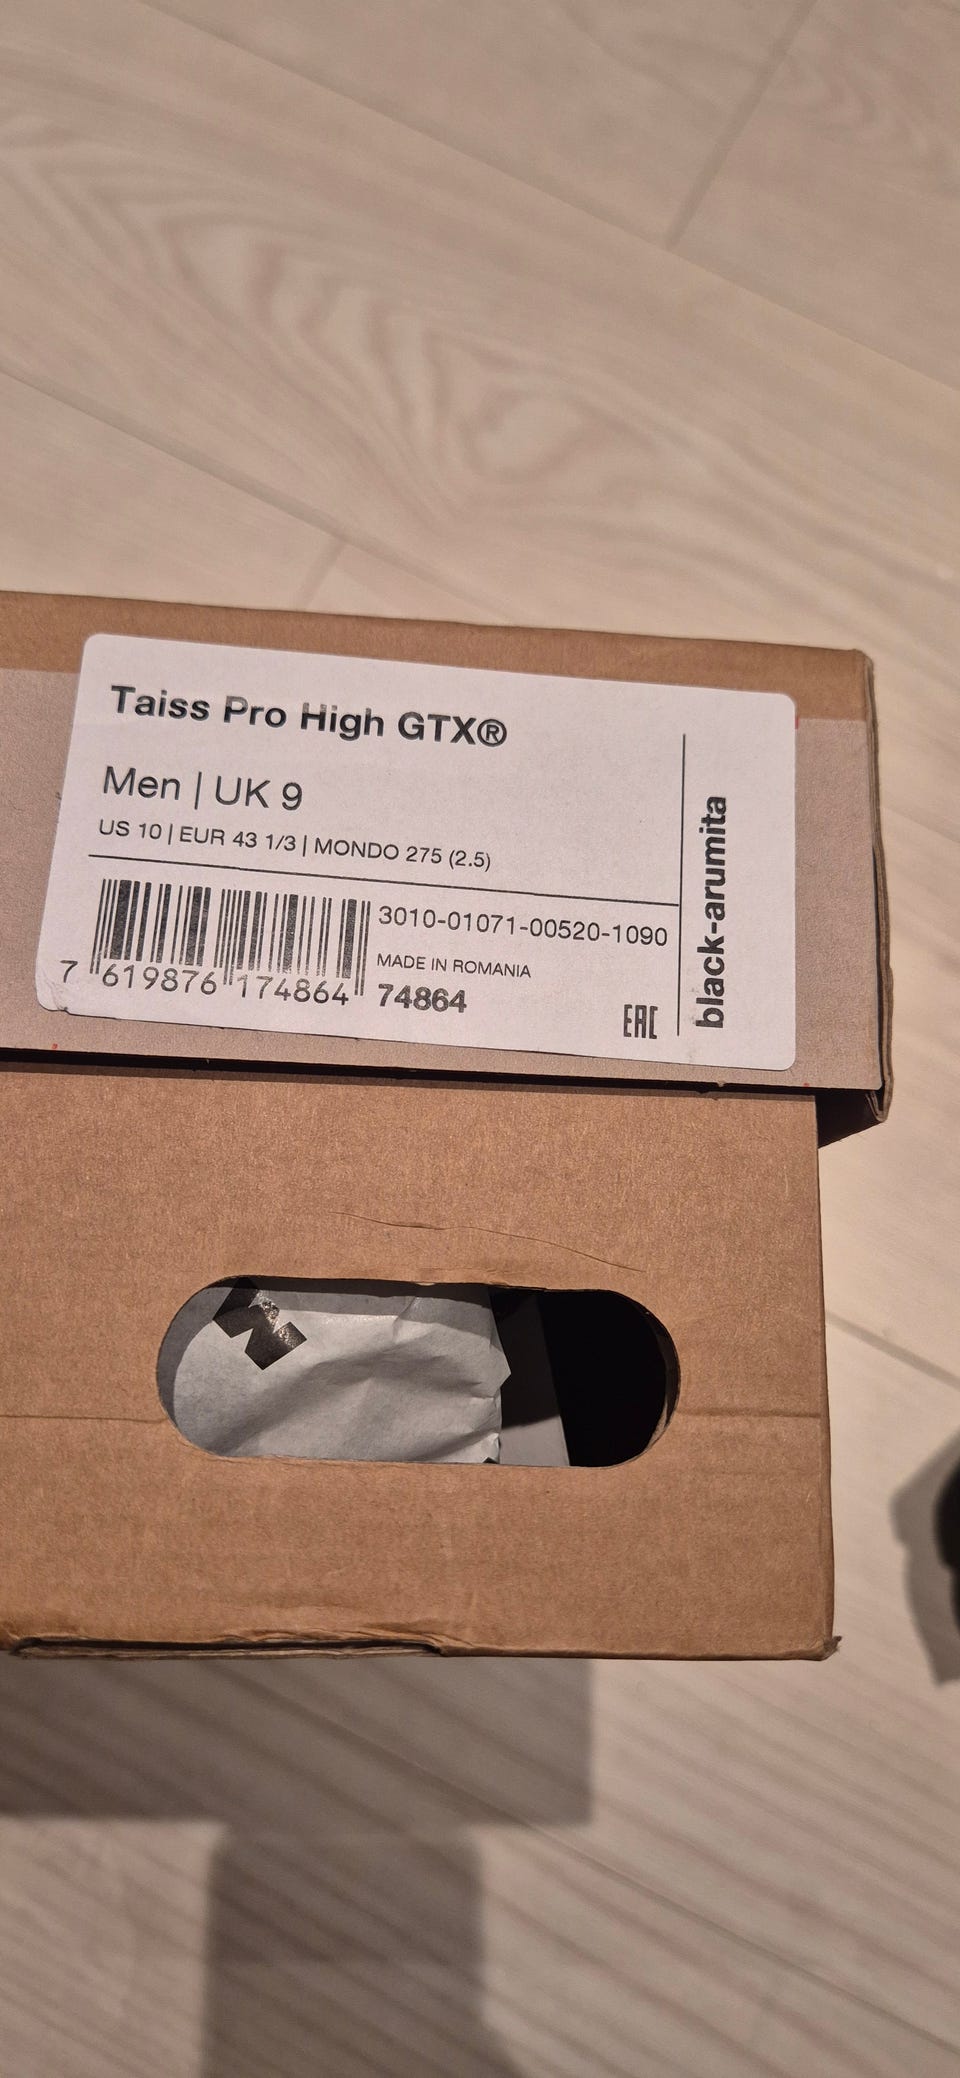 Taiss Pro High GTX®
Men | UK 9
US 10 | EUR 43 1/3 | MONDO 275 (2.5)
3010-01071-00520-1090
MADE IN ROMANIA
7 619876 174864
74864
EAC
black-arumita